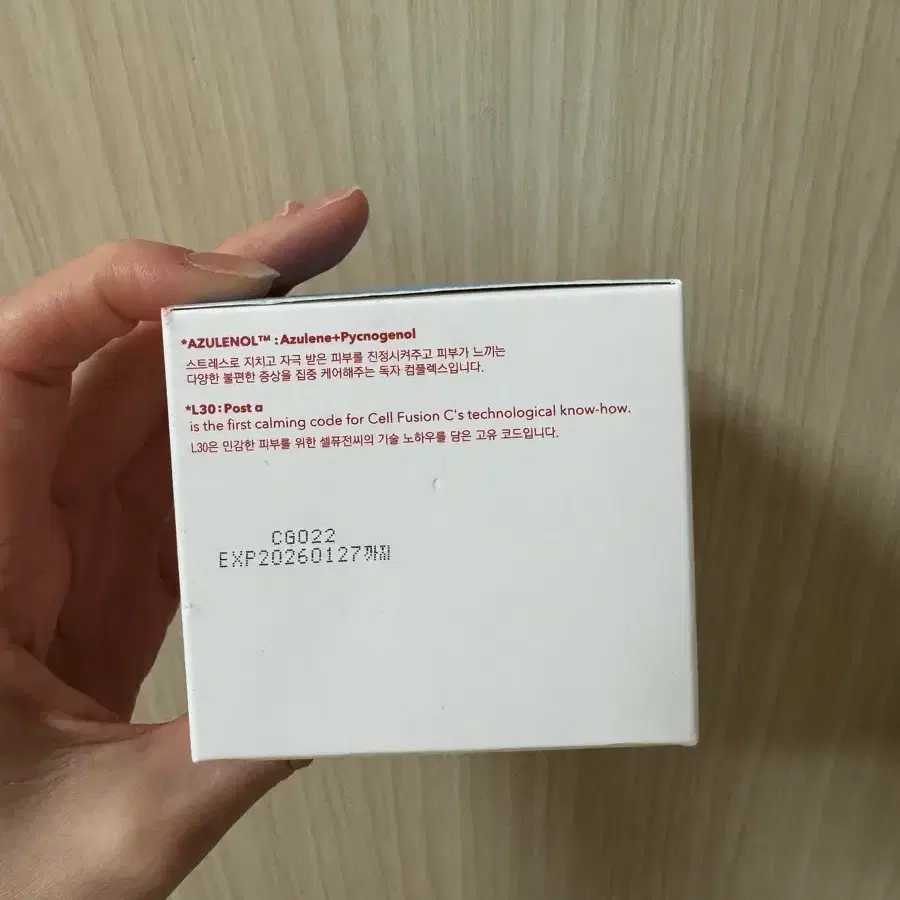 *AZULENOL™ : Azulene+Pycnogenol
스트레스로 지치고 자극 받은 피부를 진정시켜주고 피부가 느끼는
다양한 불편한 증상을 집중 케어해주는 독자 컴플렉스입니다.
*L30 : Post α
is the first calming code for Cell Fusion C's technological know-how.
L30은 민감한 피부를 위한 셀퓨전씨의 기술 노하우를 담은 고유 코드입니다.
CG022
EXP20260127까지